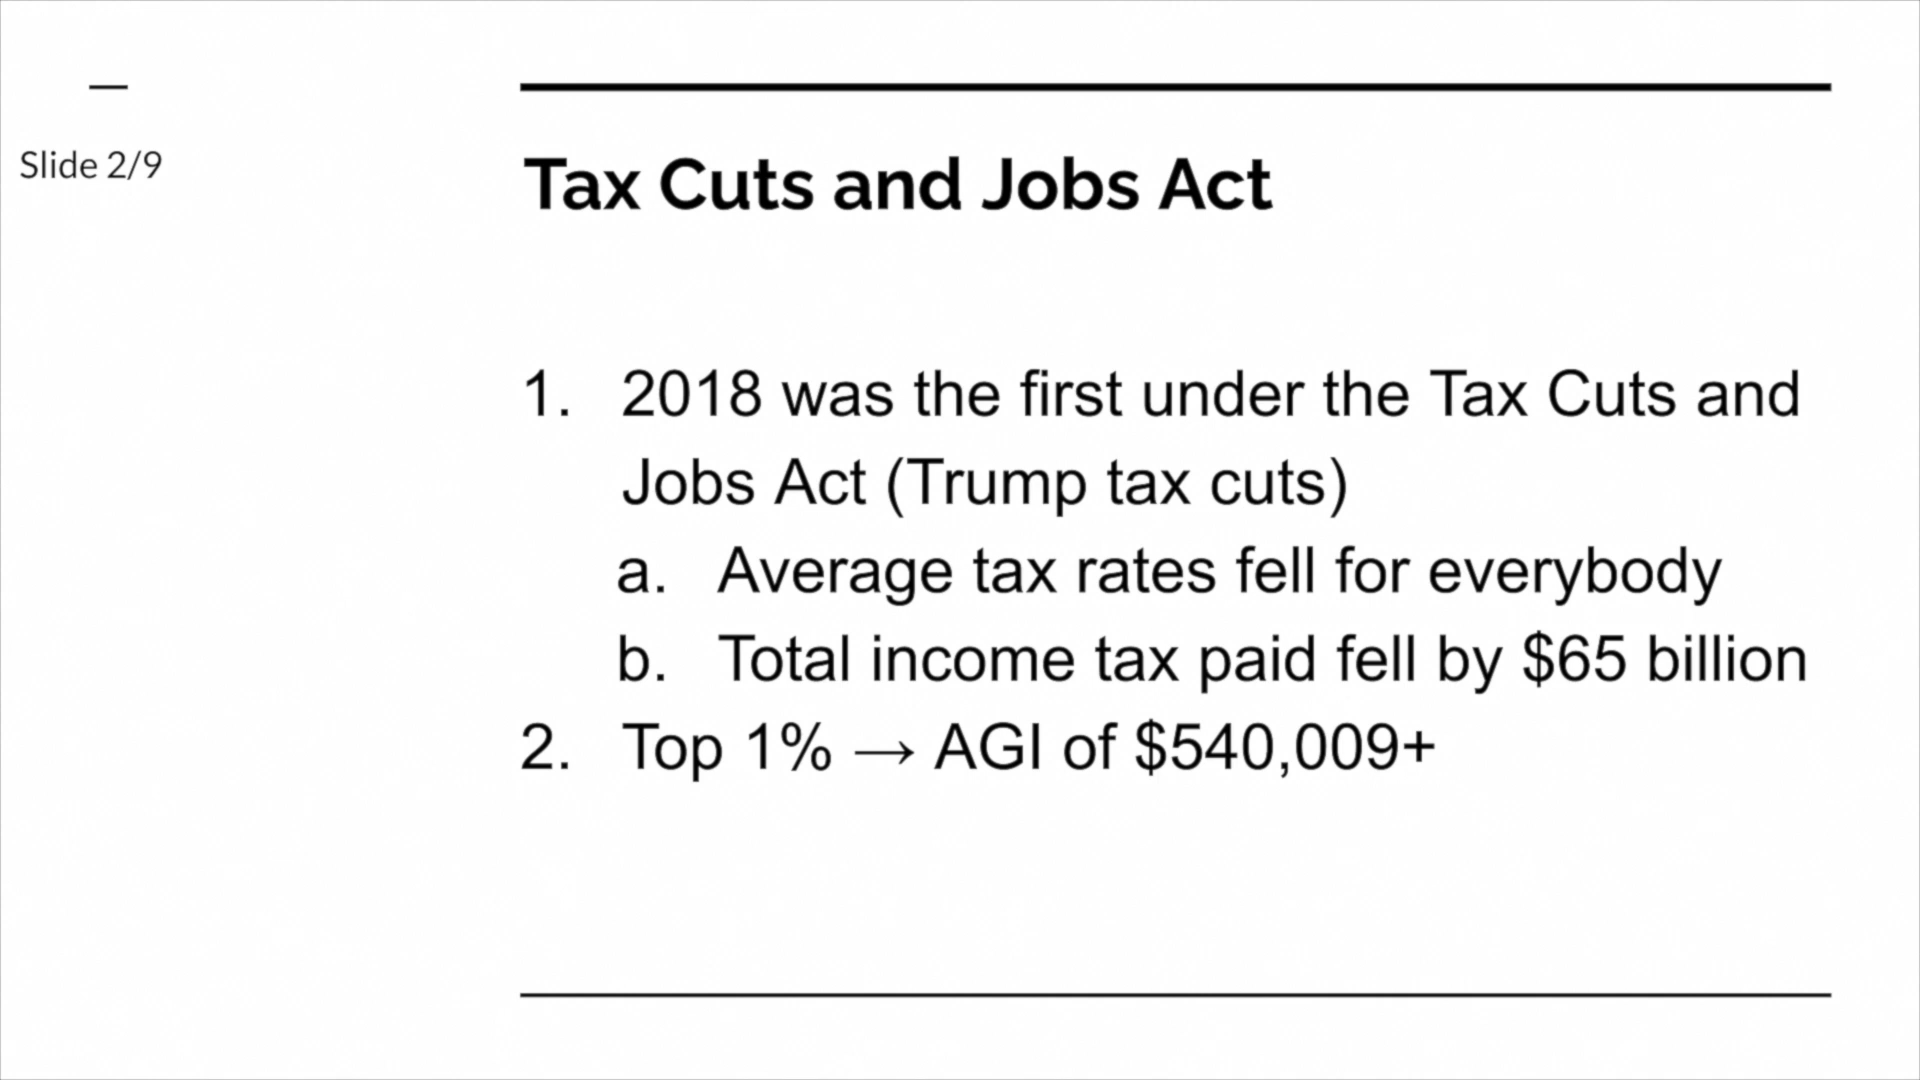 Slide 2/9
Tax Cuts and Jobs Act
1. 2018 was the first under the Tax Cuts and
Jobs Act (Trump tax cuts)
a. Average tax rates fell for everybody
b. Total income tax paid fell by $65 billion
2. Top 1% → AGI of $540,009+